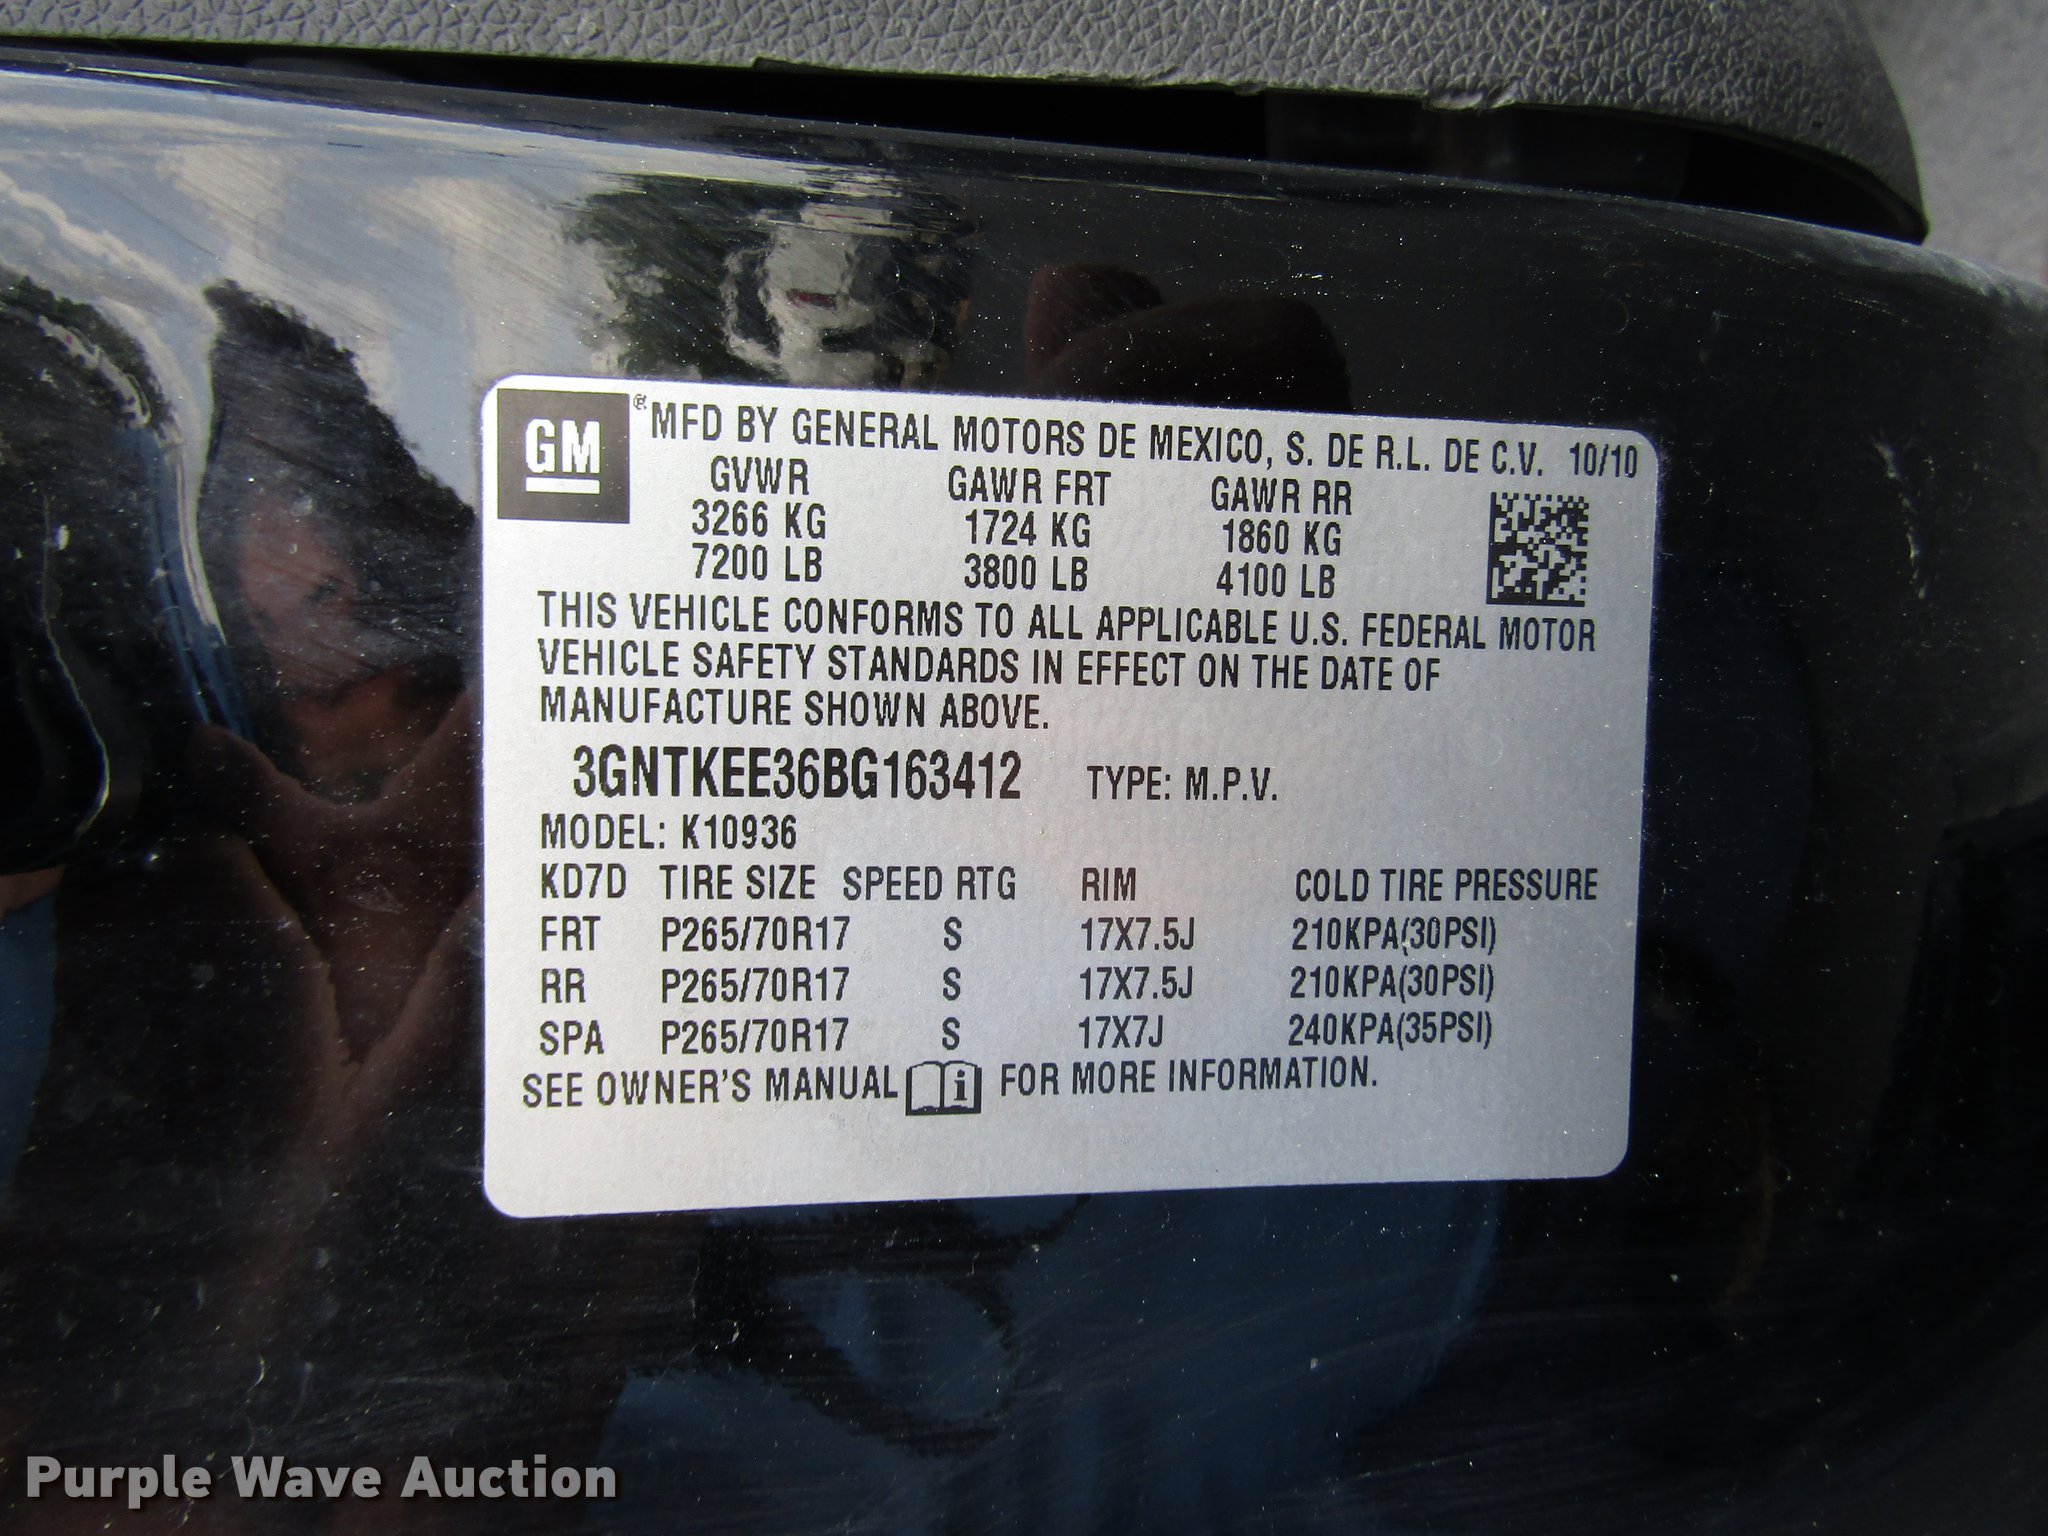 GM ® MFD BY GENERAL MOTORS DE MEXICO, S. DE R.L. DE C.V. 10/10
GVWR GAWR FRT GAWR RR
3266 KG 1724 KG 1860 KG
7200 LB 3800 LB 4100 LB
THIS VEHICLE CONFORMS TO ALL APPLICABLE U.S. FEDERAL MOTOR
VEHICLE SAFETY STANDARDS IN EFFECT ON THE DATE OF
MANUFACTURE SHOWN ABOVE.
3GNTKEE36BG163412 TYPE: M.P.V.
MODEL: K10936
KD7D TIRE SIZE SPEED RTG RIM COLD TIRE PRESSURE
FRT P265/70R17 S 17X7.5J 210KPA(30PSI)
RR P265/70R17 S 17X7.5J 210KPA(30PSI)
SPA P265/70R17 S 17X7J 240KPA(35PSI)
SEE OWNER'S MANUAL i FOR MORE INFORMATION.
Purple Wave Auction